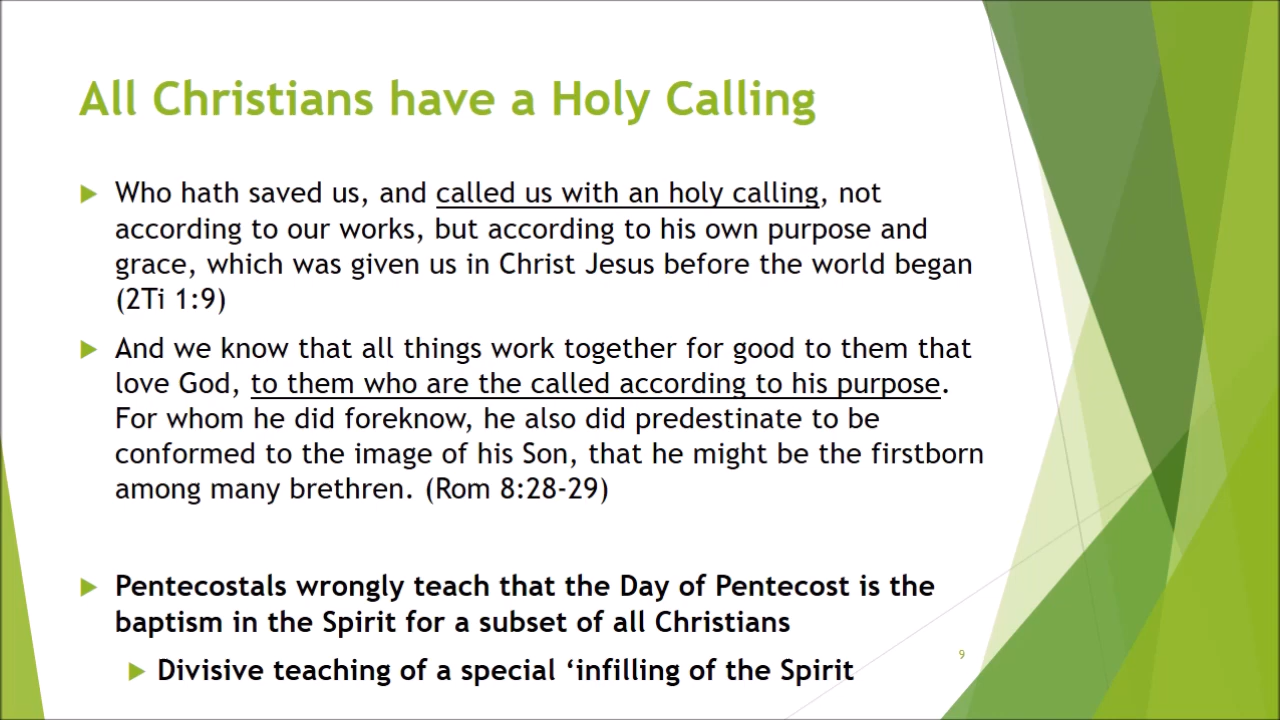 All Christians have a Holy Calling
Who hath saved us, and called us with an holy calling, not
according to our works, but according to his own purpose and
grace, which was given us in Christ Jesus before the world began
(2Ti 1:9)
And we know that all things work together for good to them that
love God, to them who are the called according to his purpose.
For whom he did foreknow, he also did predestinate to be
conformed to the image of his Son, that he might be the firstborn
among many brethren. (Rom 8:28-29)
Pentecostals wrongly teach that the Day of Pentecost is the
baptism in the Spirit for a subset of all Christians
Divisive teaching of a special ‘infilling of the Spirit
9